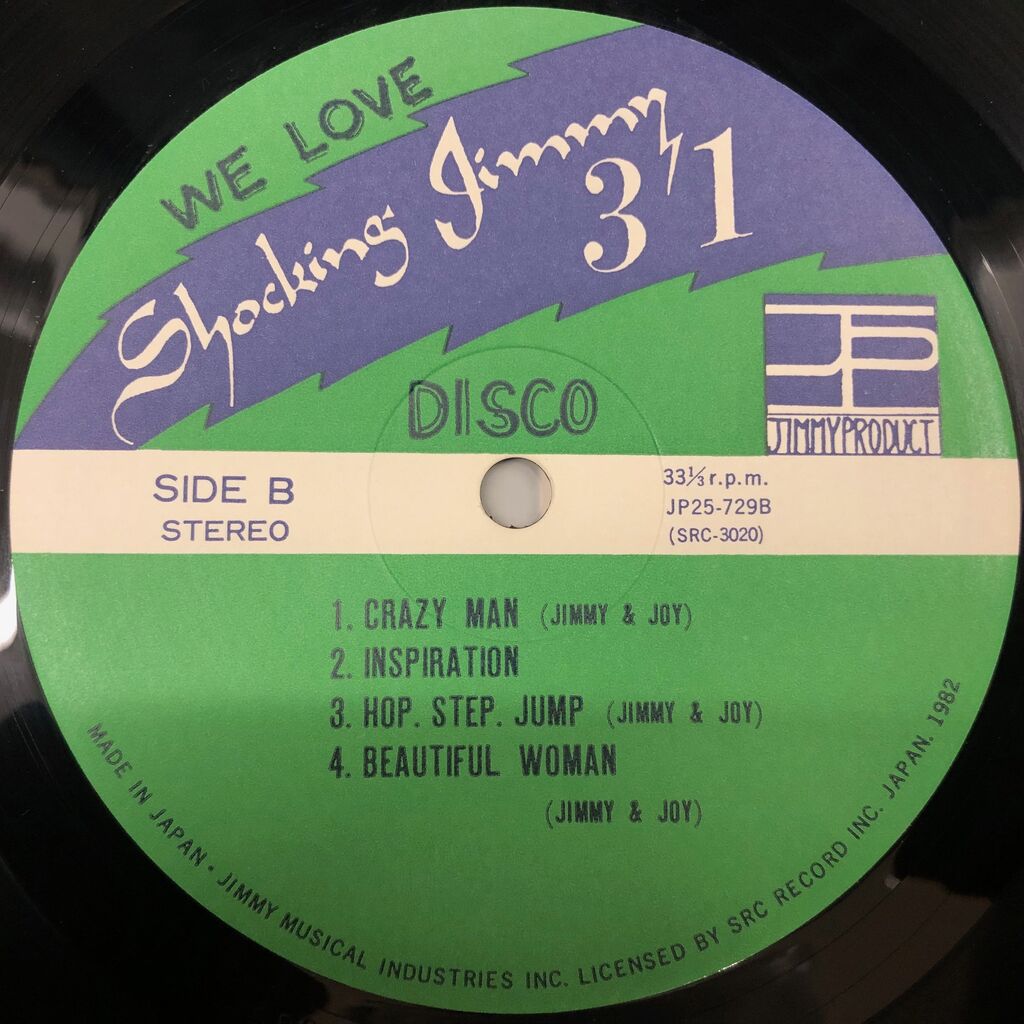 WE LOVE
Shocking Jimmy
3'1
DISCO
JP
JIMMYPRODUCT
SIDE B
STEREO
33⅓ r.p.m.
JP25-729B
(SRC-3020)
1. CRAZY MAN (JIMMY & JOY)
2. INSPIRATION
3. HOP. STEP. JUMP (JIMMY & JOY)
4. BEAUTIFUL WOMAN
(JIMMY & JOY)
MADE IN JAPAN • JIMMY MUSICAL INDUSTRIES INC. LICENSED BY SRC RECORD INC. JAPAN. 1982